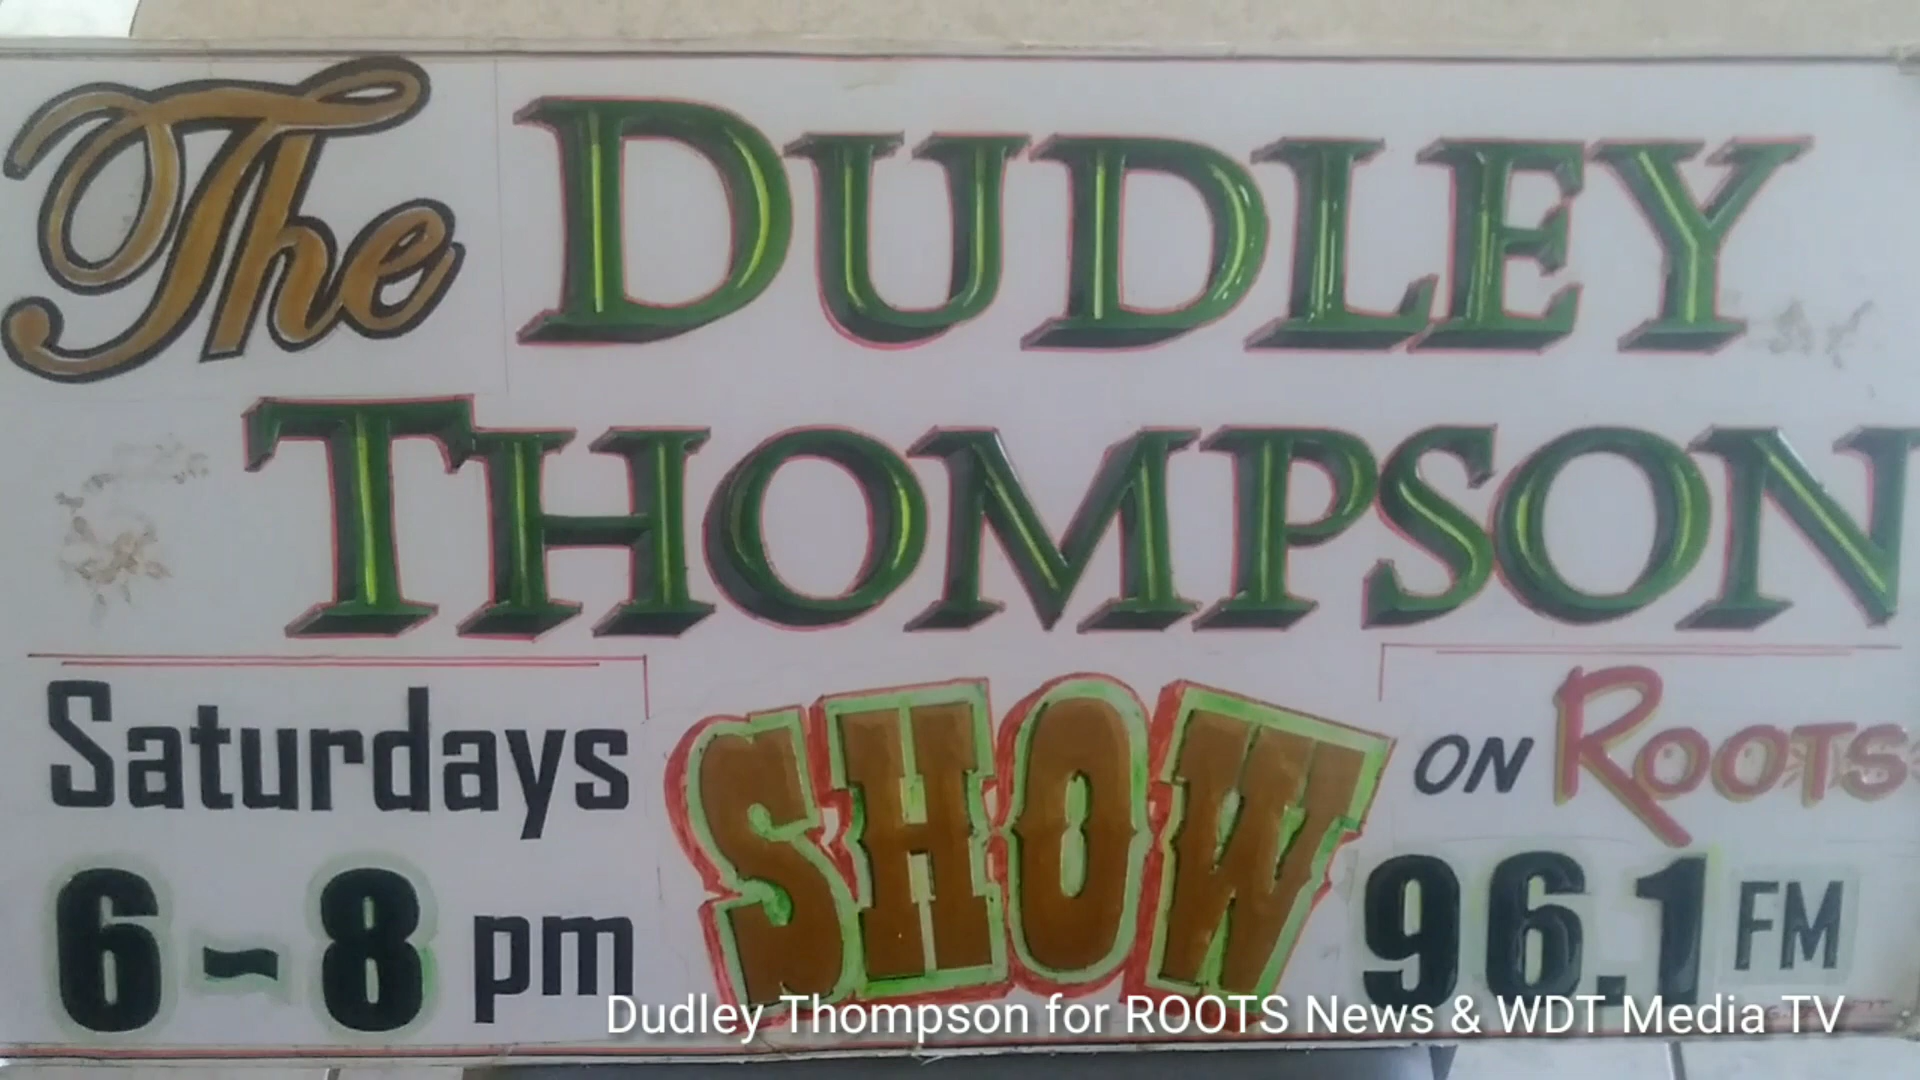 The DUDLEY
THOMPSON
Saturdays
6~8 pm
SHOW
ON ROOTS
96.1 FM
Dudley Thompson for ROOTS News & WDT Media TV